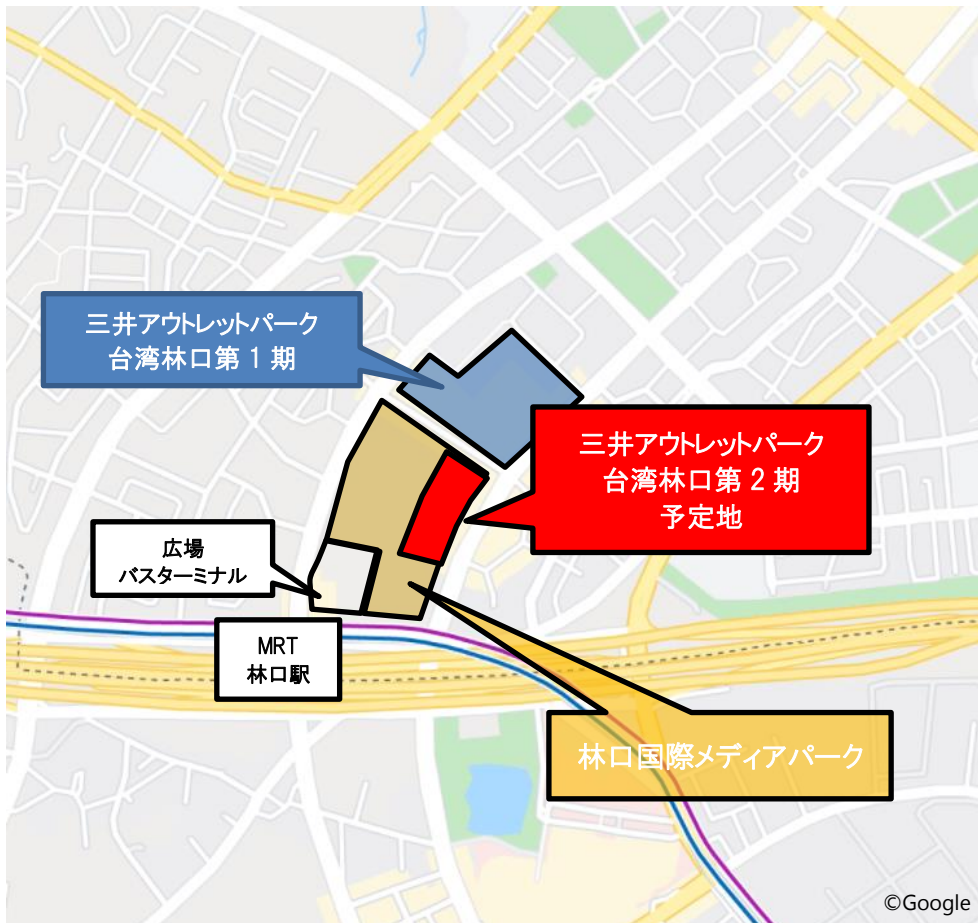 三井アウトレットパーク
台湾林口第1期
三井アウトレットパーク
台湾林口第2期
予定地
広場
バスターミナル
MRT
林口駅
林口国際メディアパーク
©Google